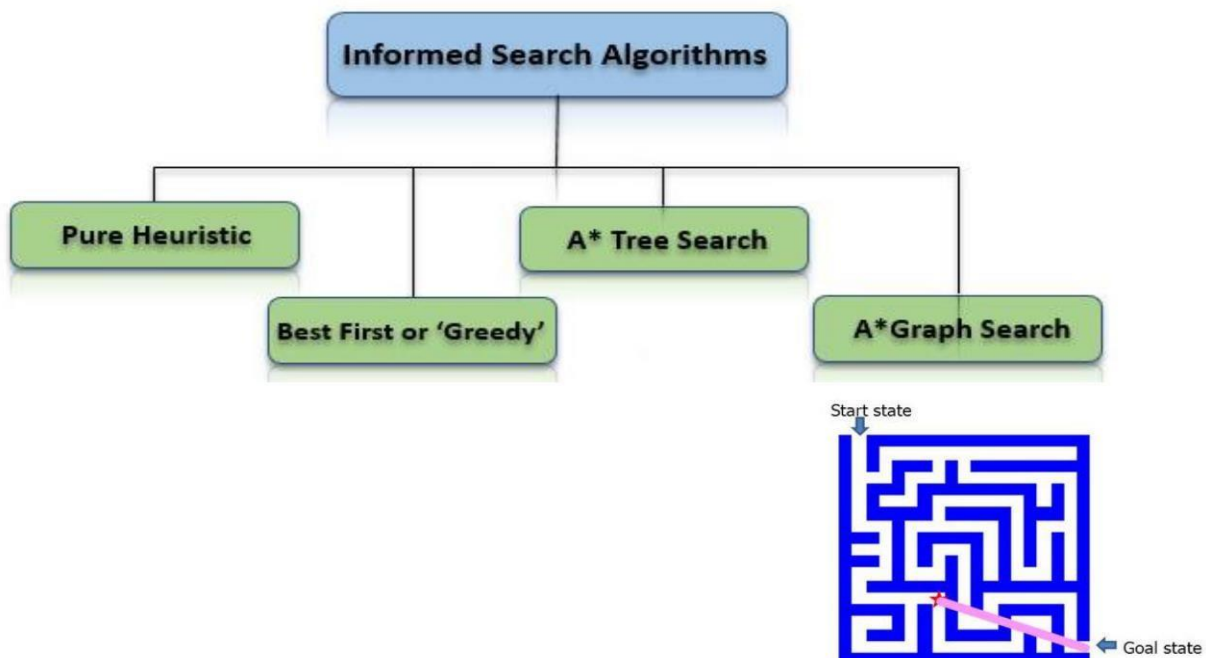 Informed Search Algorithms
Pure Heuristic
A* Tree Search
Best First or ‘Greedy’
A*Graph Search
Start state
Goal state